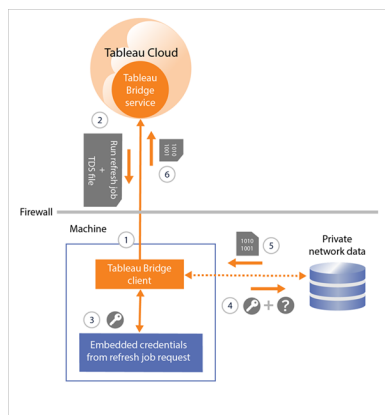 Tableau Cloud
Tableau
Bridge
service
2
Run refresh job
+
TDS file
1010
1001
6
Firewall
Machine
1
1010
1001
5
Private
network data
Tableau Bridge
client
4
+
?
3
Embedded credentials
from refresh job request